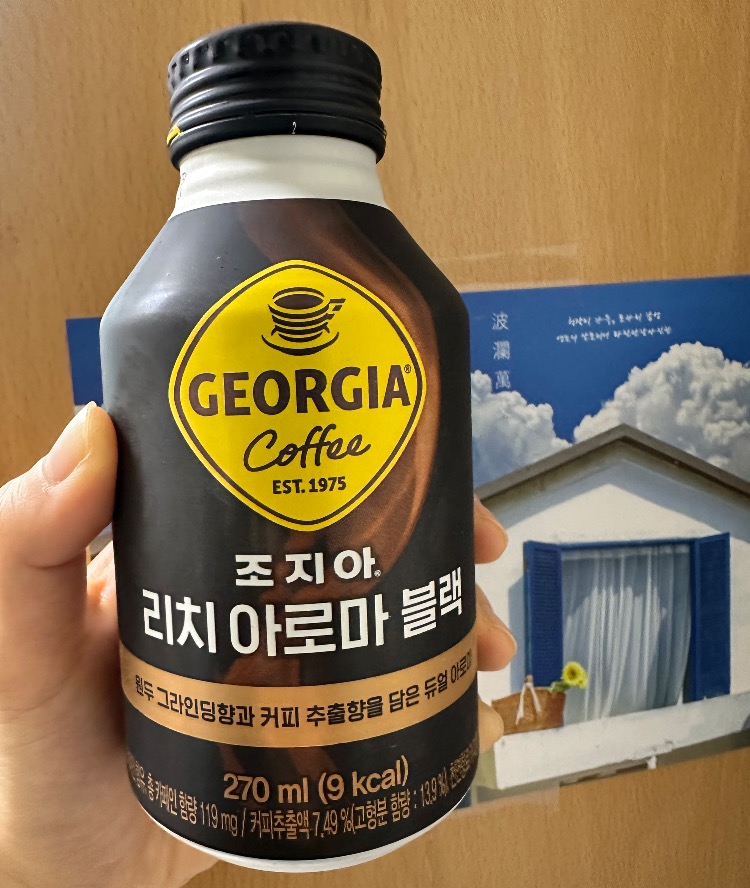 GEORGIA®
Coffee
EST. 1975
조지아®
리치 아로마 블랙
원두 그라인딩향과 커피 추출향을 담은 듀얼 아로마
270 ml (9 kcal)
총 카페인 함량 119 mg / 커피추출액 7.49 %(고형분 함량 : 13.9 %),
波
瀾
萬